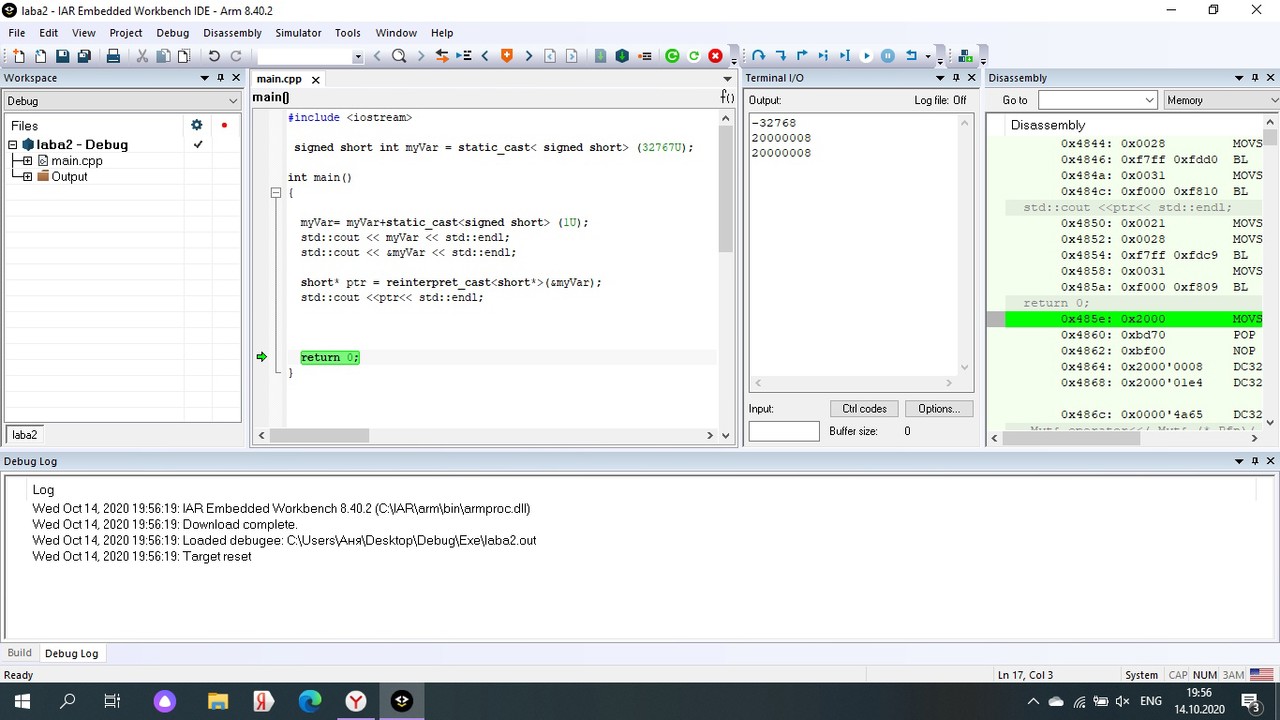 laba2 - IAR Embedded Workbench IDE - Arm 8.40.2
File Edit View Project Debug Disassembly Simulator Tools Window Help
Workspace
Debug
Files
laba2 - Debug
main.cpp
Output
laba2
main.cpp
main()
f()
#include <iostream>
signed short int myVar = static_cast< signed short> (32767U);
int main()
{
myVar= myVar+static_cast<signed short> (1U);
std::cout << myVar << std::endl;
std::cout << &myVar << std::endl;
short* ptr = reinterpret_cast<short*>(&myVar);
std::cout <<ptr<< std::endl;
return 0;
}
Terminal I/O
Output: Log file: Off
-32768
20000008
20000008
Input: Ctrl codes Options...
Buffer size: 0
Disassembly
Go to Memory
Disassembly
0x4844: 0x0028 MOVS
0x4846: 0xf7ff 0xfdd0 BL
0x484a: 0x0031 MOVS
0x484c: 0xf000 0xf810 BL
std::cout <<ptr<< std::endl;
0x4850: 0x0021 MOVS
0x4852: 0x0028 MOVS
0x4854: 0xf7ff 0xfdc9 BL
0x4858: 0x0031 MOVS
0x485a: 0xf000 0xf809 BL
return 0;
0x485e: 0x2000 MOVS
0x4860: 0xbd70 POP
0x4862: 0xbf00 NOP
0x4864: 0x2000'0008 DC32
0x4868: 0x2000'01e4 DC32
0x486c: 0x0000'4a65 DC32
Debug Log
Log
Wed Oct 14, 2020 19:56:19: IAR Embedded Workbench 8.40.2 (C:\IAR\arm\bin\armproc.dll)
Wed Oct 14, 2020 19:56:19: Download complete.
Wed Oct 14, 2020 19:56:19: Loaded debugee: C:\Users\Аня\Desktop\Debug\Exe\laba2.out
Wed Oct 14, 2020 19:56:19: Target reset
Build Debug Log
Ready Ln 17, Col 3 System CAP NUM ЗАМ
ENG 19:56
14.10.2020
3